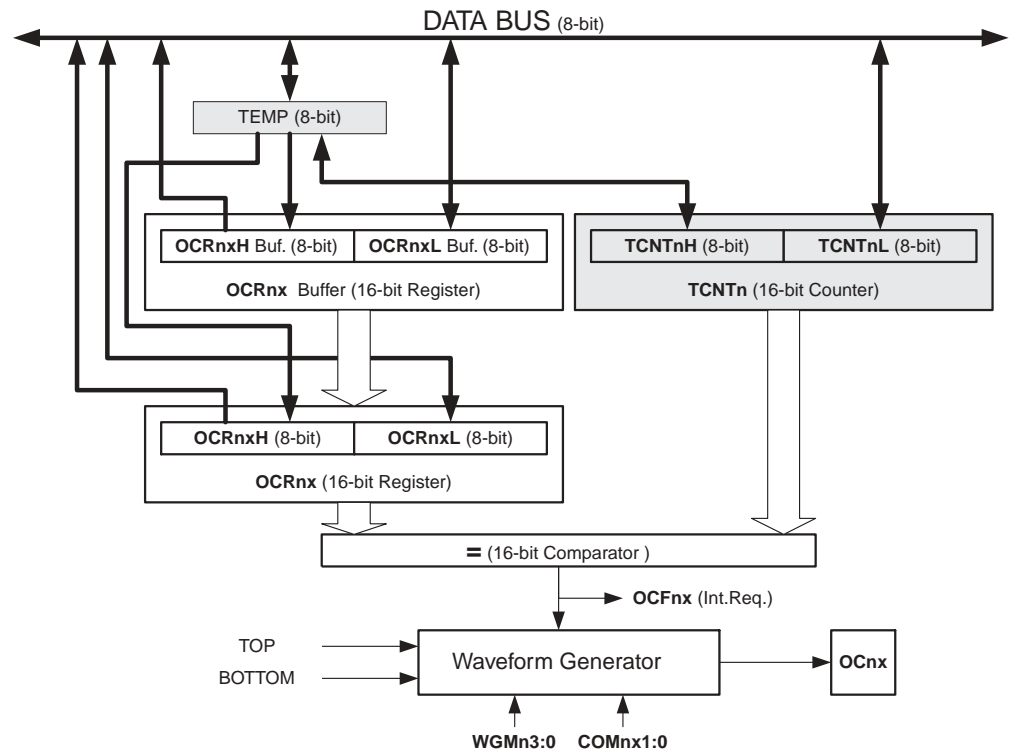 DATA BUS (8-bit)
TEMP (8-bit)
OCRnxH Buf. (8-bit) OCRnxL Buf. (8-bit)
OCRnx Buffer (16-bit Register)
TCNTnH (8-bit) TCNTnL (8-bit)
TCNTn (16-bit Counter)
OCRnxH (8-bit) OCRnxL (8-bit)
OCRnx (16-bit Register)
= (16-bit Comparator )
OCFnx (Int.Req.)
TOP
BOTTOM
Waveform Generator
OCnx
WGMn3:0 COMnx1:0